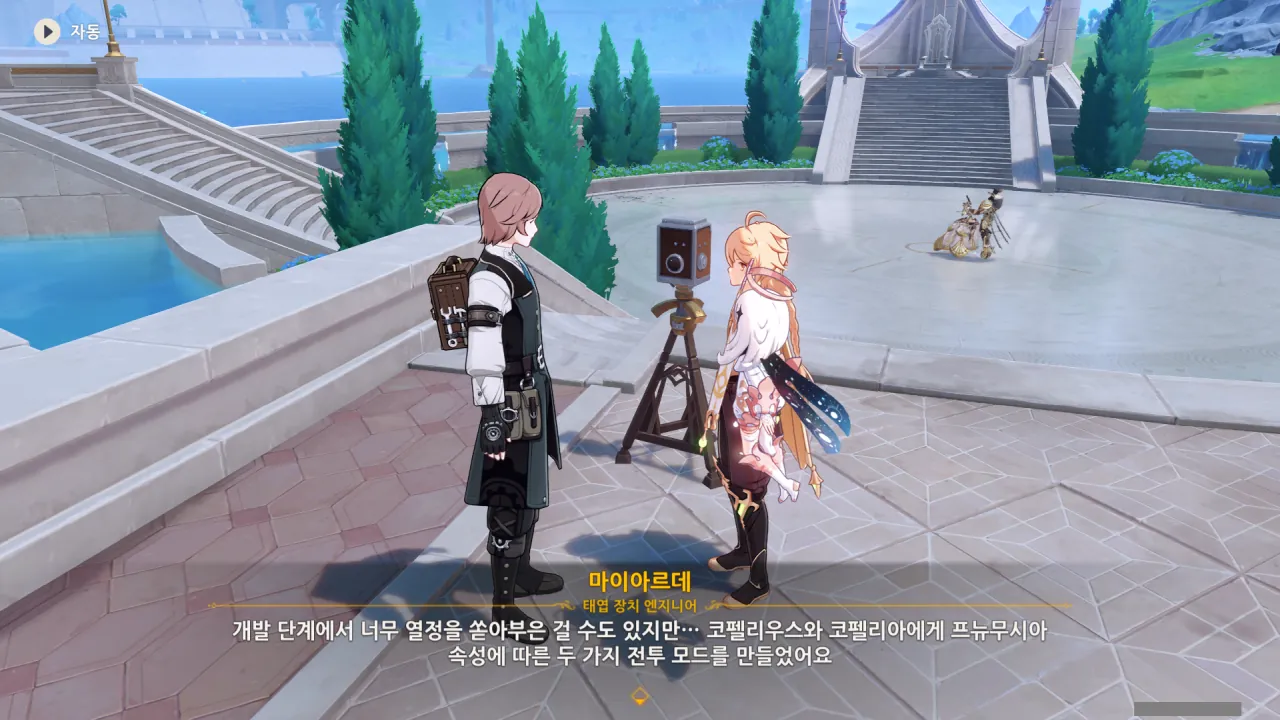 자동
마이아르데
태엽 장치 엔지니어
개발 단계에서 너무 열정을 쏟아부은 걸 수도 있지만… 코펠리우스와 코펠리아에게 프뉴무시아
속성에 따른 두 가지 전투 모드를 만들었어요